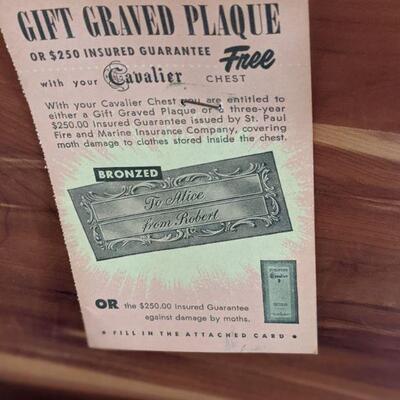 GIFT GRAVED PLAQUE
OR $250 INSURED GUARANTEE Free
with your Cavalier CHEST
With your Cavalier Chest you are entitled to
either a Gift Graved Plaque or a three-year
$250.00 Insured Guarantee issued by St. Paul
Fire and Marine Insurance Company, covering
moth damage to clothes stored inside the chest.
BRONZED
To Alice
from Robert
Cavalier
OR the $250.00 Insured Guarantee
against damage by moths.
FILL IN THE ATTACHED CARD